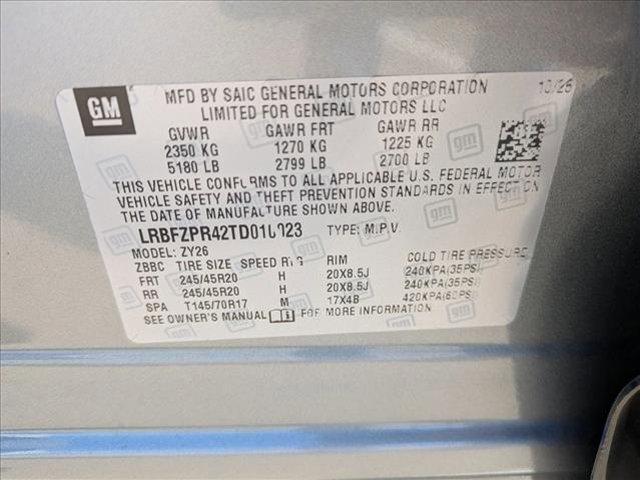 GM
MFD BY SAIC GENERAL MOTORS CORPORATION 10/25
LIMITED FOR GENERAL MOTORS LLC
GVWR GAWR FRT GAWR RR
2350 KG 1270 KG 1225 KG
5180 LB 2799 LB 2700 LB
THIS VEHICLE CONFORMS TO ALL APPLICABLE U.S. FEDERAL MOTOR
VEHICLE SAFETY AND THEFT PREVENTION STANDARDS IN EFFECT ON
THE DATE OF MANUFACTURE SHOWN ABOVE.
TYPE: M.P.V.
MODEL: ZY26
ZBBC TIRE SIZE SPEED RTG RIM COLD TIRE PRESSURE
FRT 245/45R20 H 20X8.5J 240KPA(35PSI)
RR 245/45R20 H 20X8.5J 240KPA(35PSI)
SPA T145/70R17 M 17X4B 420KPA(60PSI)
SEE OWNER'S MANUAL FOR MORE INFORMATION